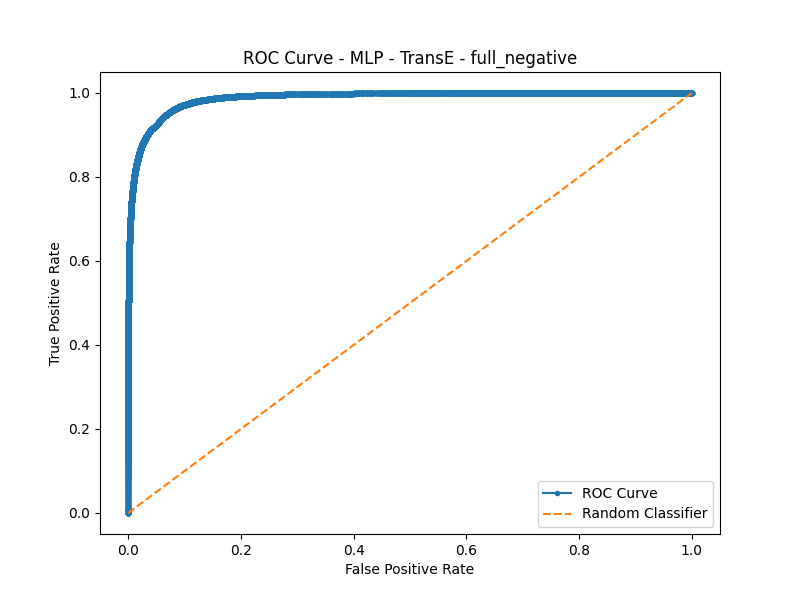 ROC Curve - MLP - TransE - full_negative
True Positive Rate
1.0
0.8
0.6
0.4
0.2
0.0
0.0 0.2 0.4 0.6 0.8 1.0
False Positive Rate
ROC Curve
Random Classifier